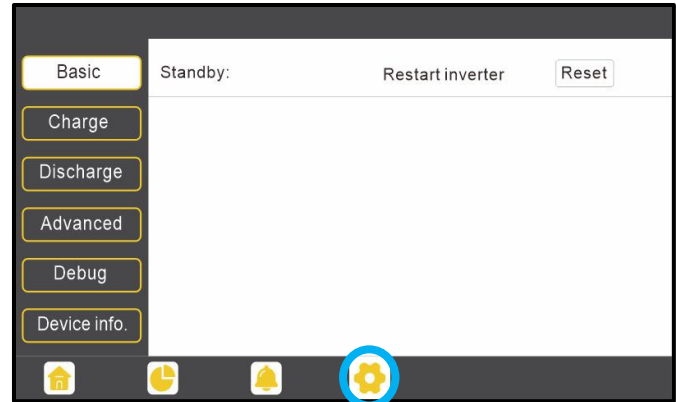 Basic
Standby: Restart inverter Reset
Charge
Discharge
Advanced
Debug
Device info.